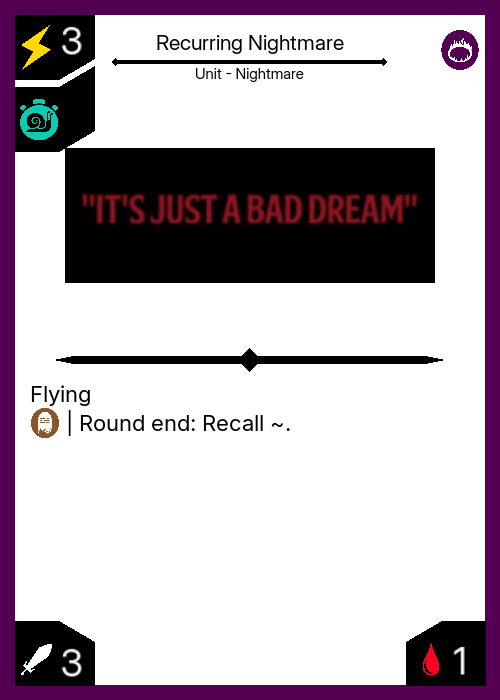 3
Recurring Nightmare
Unit - Nightmare
"IT'S JUST A BAD DREAM"
Flying
| Round end: Recall ~.
3
1